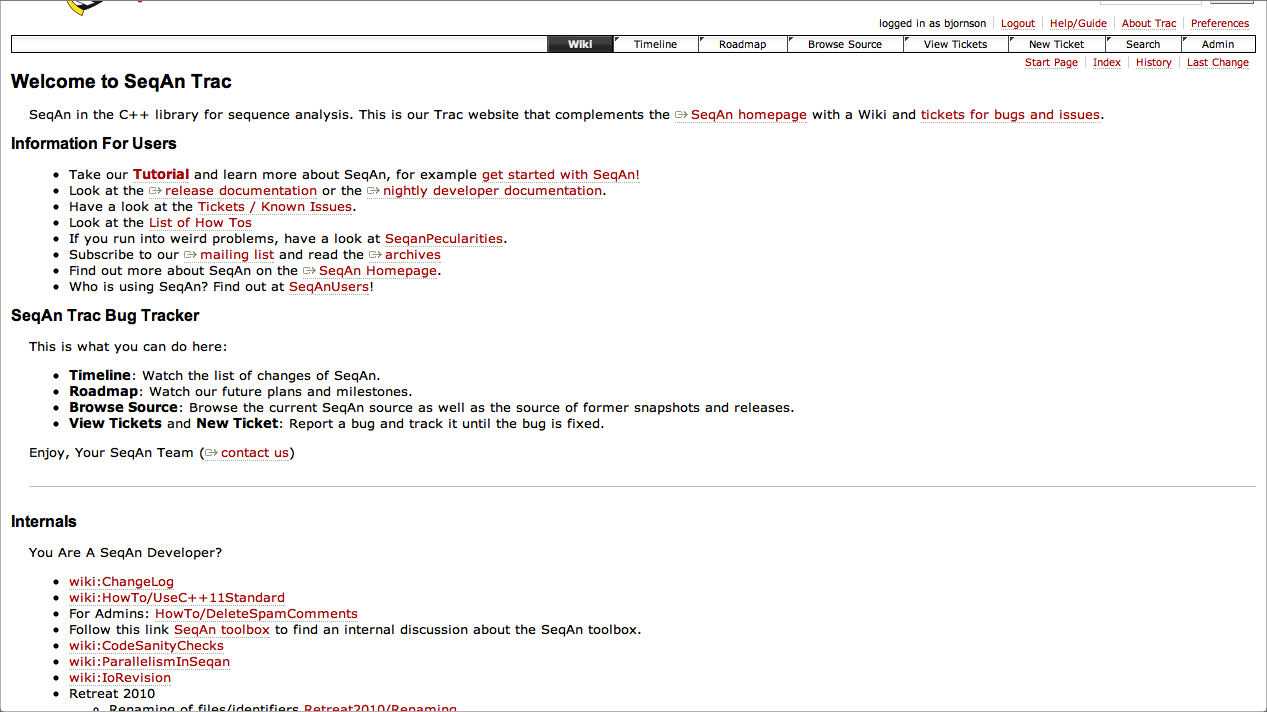 logged in as bjornson Logout Help/Guide About Trac Preferences
Wiki Timeline Roadmap Browse Source View Tickets New Ticket Search Admin
Start Page Index History Last Change
Welcome to SeqAn Trac
SeqAn in the C++ library for sequence analysis. This is our Trac website that complements the SeqAn homepage with a Wiki and tickets for bugs and issues.
Information For Users
Take our Tutorial and learn more about SeqAn, for example get started with SeqAn!
Look at the release documentation or the nightly developer documentation.
Have a look at the Tickets / Known Issues.
Look at the List of How Tos
If you run into weird problems, have a look at SeqanPecularities.
Subscribe to our mailing list and read the archives
Find out more about SeqAn on the SeqAn Homepage.
Who is using SeqAn? Find out at SeqAnUsers!
SeqAn Trac Bug Tracker
This is what you can do here:
Timeline: Watch the list of changes of SeqAn.
Roadmap: Watch our future plans and milestones.
Browse Source: Browse the current SeqAn source as well as the source of former snapshots and releases.
View Tickets and New Ticket: Report a bug and track it until the bug is fixed.
Enjoy, Your SeqAn Team (contact us)
Internals
You Are A SeqAn Developer?
wiki:ChangeLog
wiki:HowTo/UseC++11Standard
For Admins: HowTo/DeleteSpamComments
Follow this link SeqAn toolbox to find an internal discussion about the SeqAn toolbox.
wiki:CodeSanityChecks
wiki:ParallelismInSeqan
wiki:IoRevision
Retreat 2010
Renaming of files/identifiers Retreat2010/Renaming